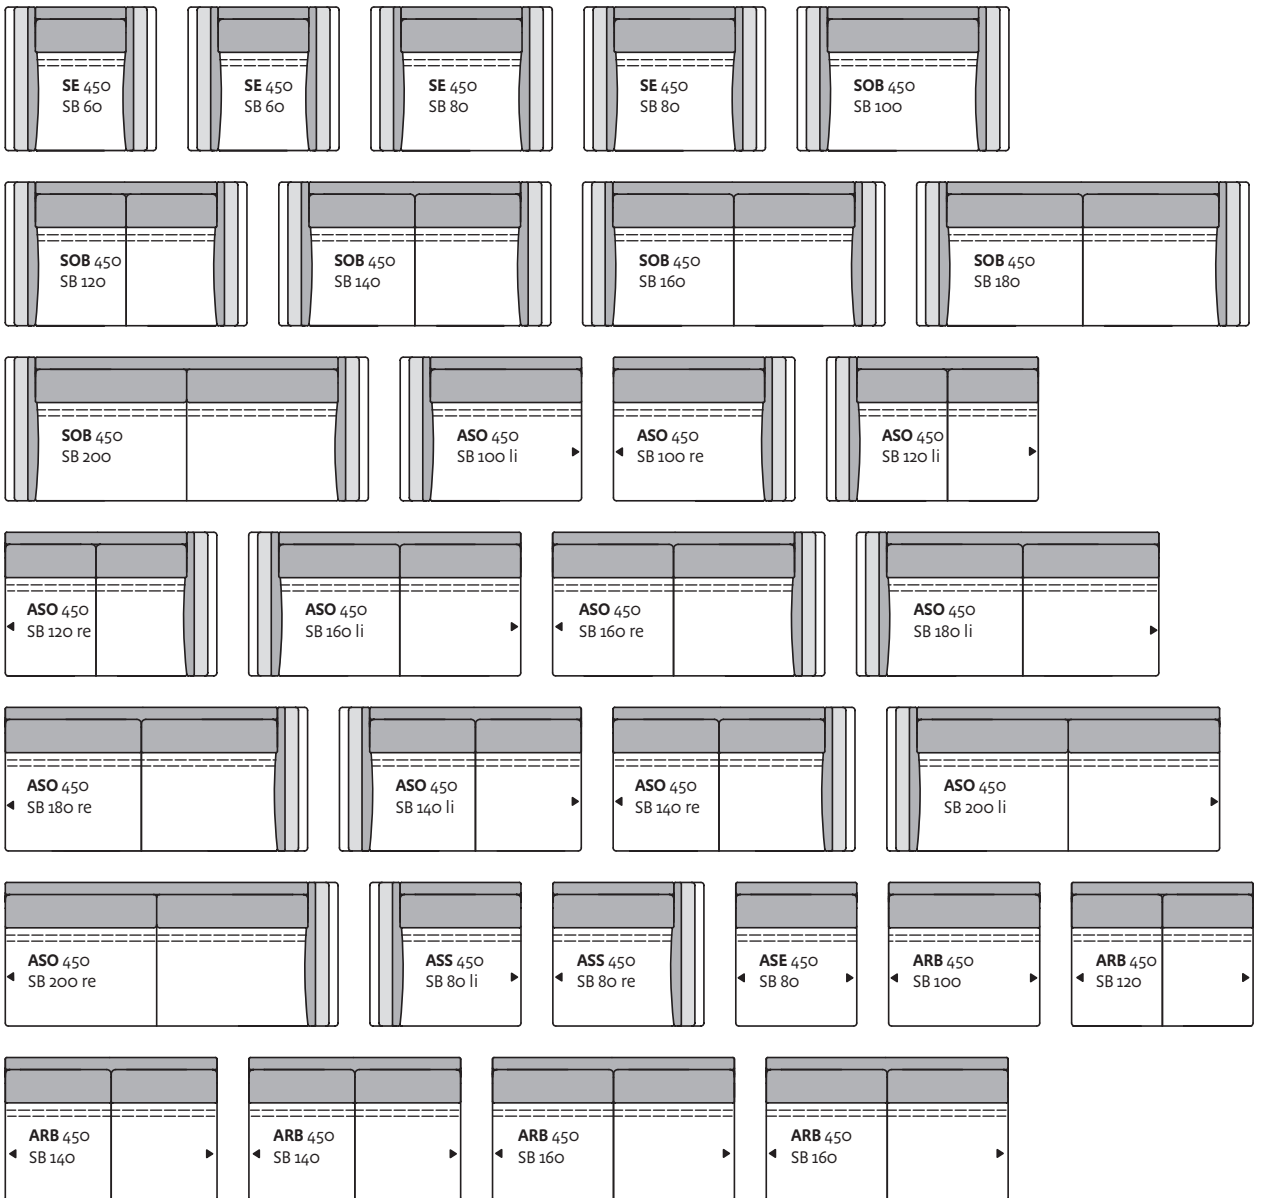 SE 450
SB 60
SE 450
SB 60
SE 450
SB 80
SE 450
SB 80
SOB 450
SB 100
SOB 450
SB 120
SOB 450
SB 140
SOB 450
SB 160
SOB 450
SB 180
SOB 450
SB 200
ASO 450
SB 100 li
ASO 450
SB 100 re
ASO 450
SB 120 li
ASO 450
SB 120 re
ASO 450
SB 160 li
ASO 450
SB 160 re
ASO 450
SB 180 li
ASO 450
SB 180 re
ASO 450
SB 140 li
ASO 450
SB 140 re
ASO 450
SB 200 li
ASO 450
SB 200 re
ASS 450
SB 80 li
ASS 450
SB 80 re
ASE 450
SB 80
ARB 450
SB 100
ARB 450
SB 120
ARB 450
SB 140
ARB 450
SB 140
ARB 450
SB 160
ARB 450
SB 160